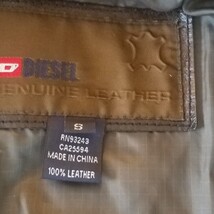 DIESEL
GENUINE LEATHER
S
RN93243
CA25594
MADE IN CHINA
100% LEATHER